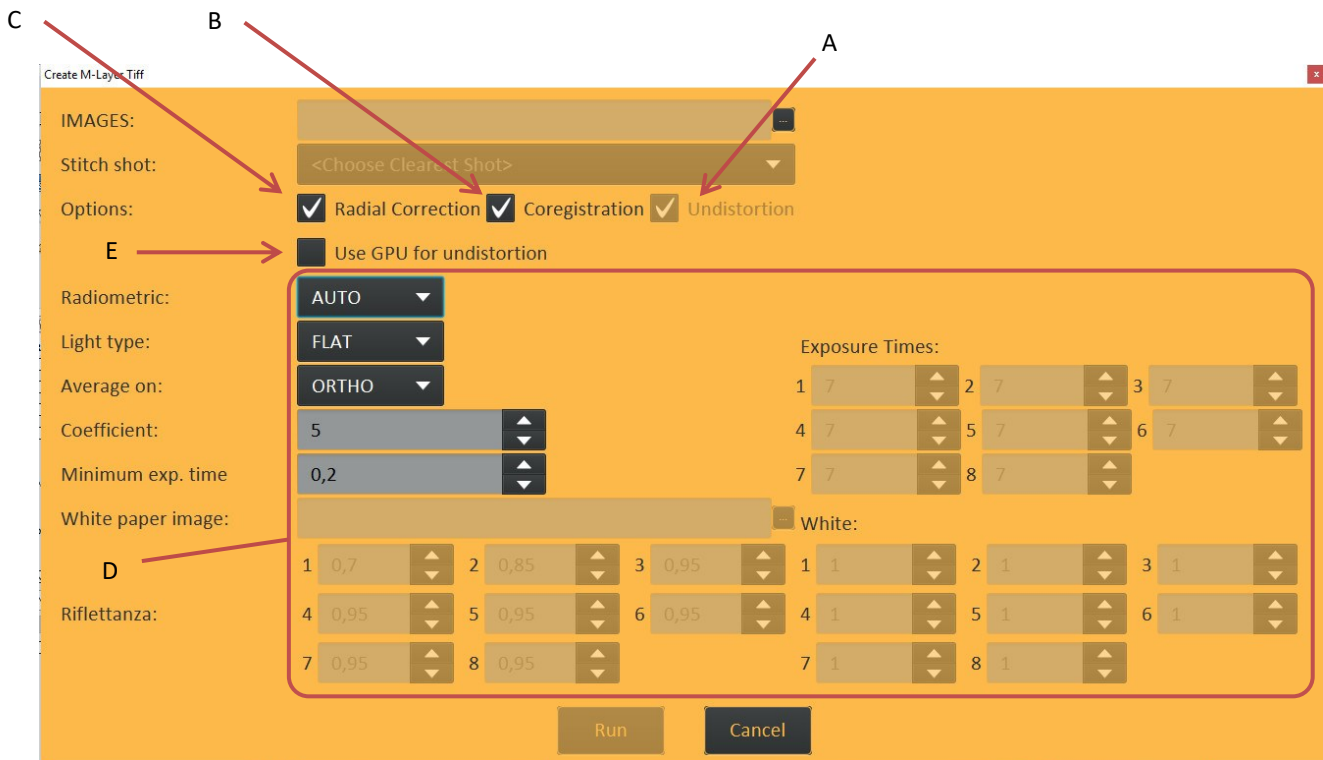 C
B
A
Create M-Layer Tiff
x
IMAGES:
...
Stitch shot: <Choose Clearest Shot>
Options: Radial Correction Coregistration Undistortion
E Use GPU for undistortion
Radiometric: AUTO
Light type: FLAT
Exposure Times:
Average on: ORTHO 1 7 2 7 3 7
Coefficient: 5 4 7 5 7 6 7
Minimum exp. time 0,2 7 7 8 7
White paper image: ... White:
D 1 0,7 2 0,85 3 0,95 1 1 2 1 3 1
Riflettanza: 4 0,95 5 0,95 6 0,95 4 1 5 1 6 1
7 0,95 8 0,95 7 1 8 1
Run Cancel